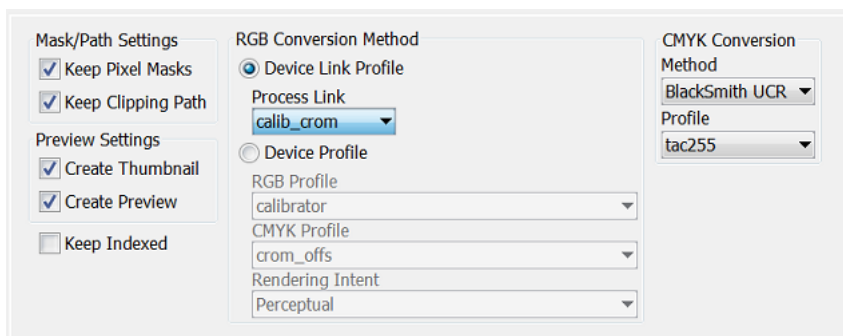 Mask/Path Settings
Keep Pixel Masks
Keep Clipping Path
Preview Settings
Create Thumbnail
Create Preview
Keep Indexed
RGB Conversion Method
Device Link Profile
Process Link
calib_crom
Device Profile
RGB Profile
calibrator
CMYK Profile
crom_offs
Rendering Intent
Perceptual
CMYK Conversion
Method
BlackSmith UCR
Profile
tac255